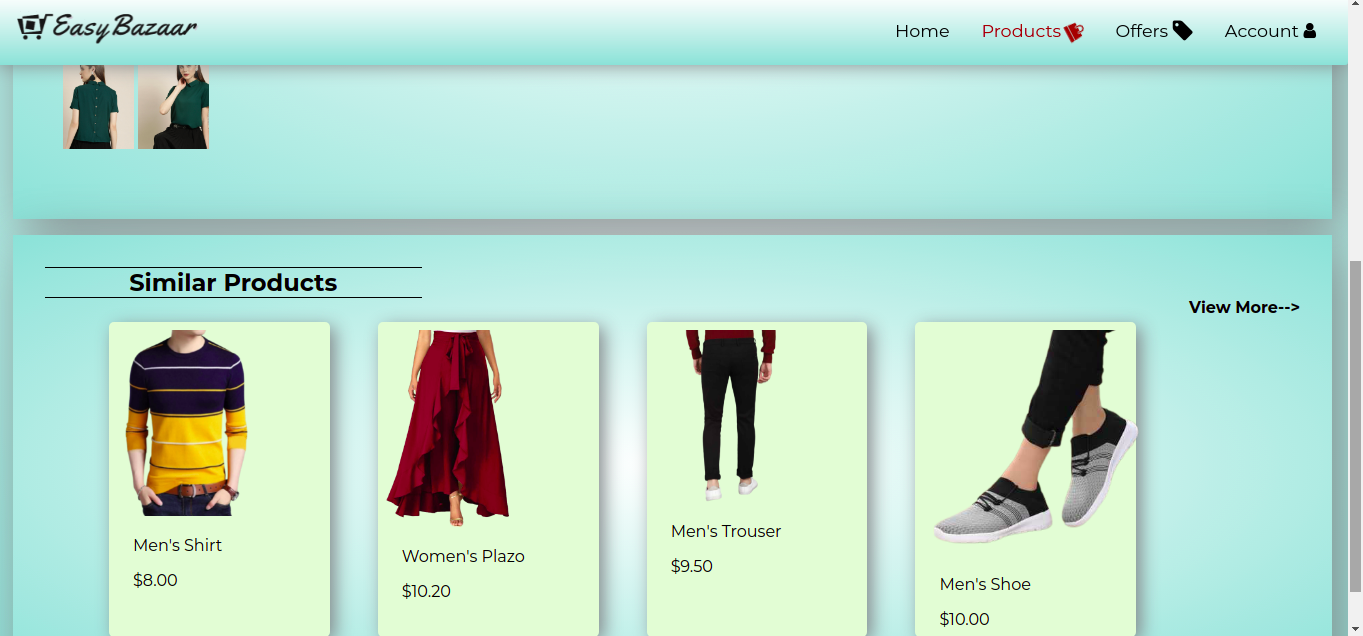 EasyBazaar
Home Products Offers Account
Similar Products
View More-->
Men's Shirt
$8.00
Women's Plazo
$10.20
Men's Trouser
$9.50
Men's Shoe
$10.00